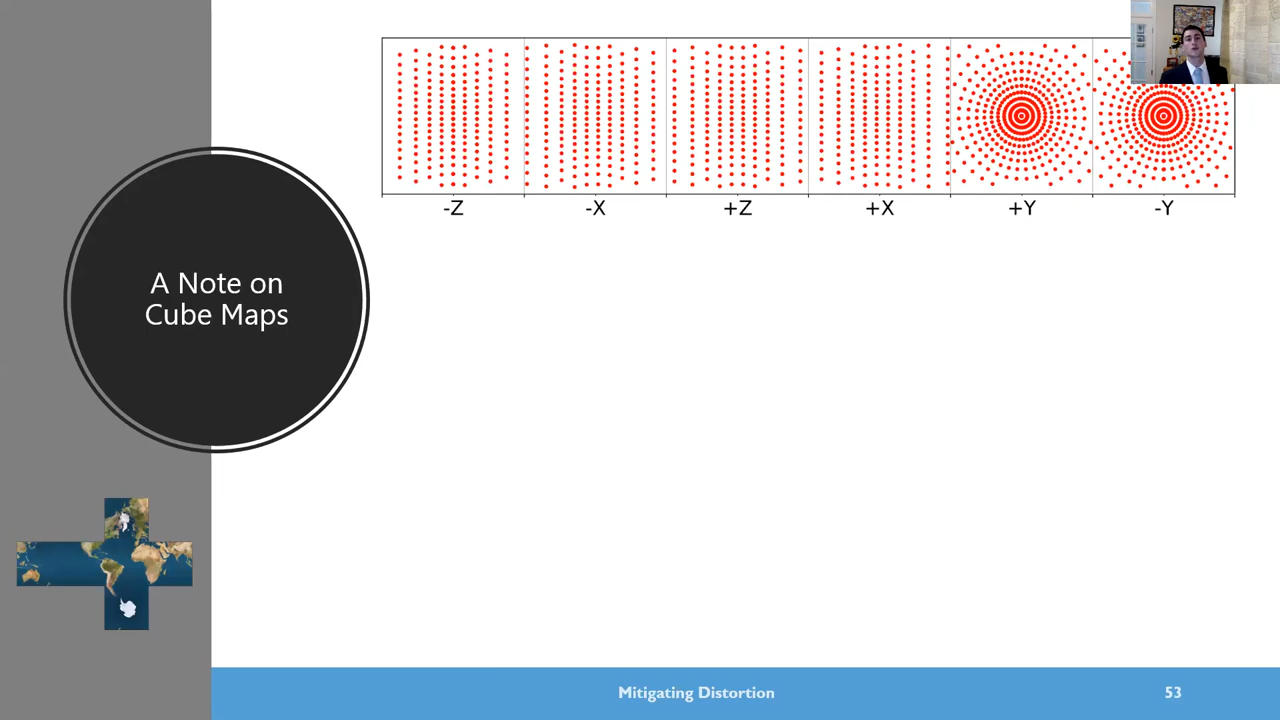 -Z
-X
+Z
+X
+Y
-Y
A Note on
Cube Maps
Mitigating Distortion
53